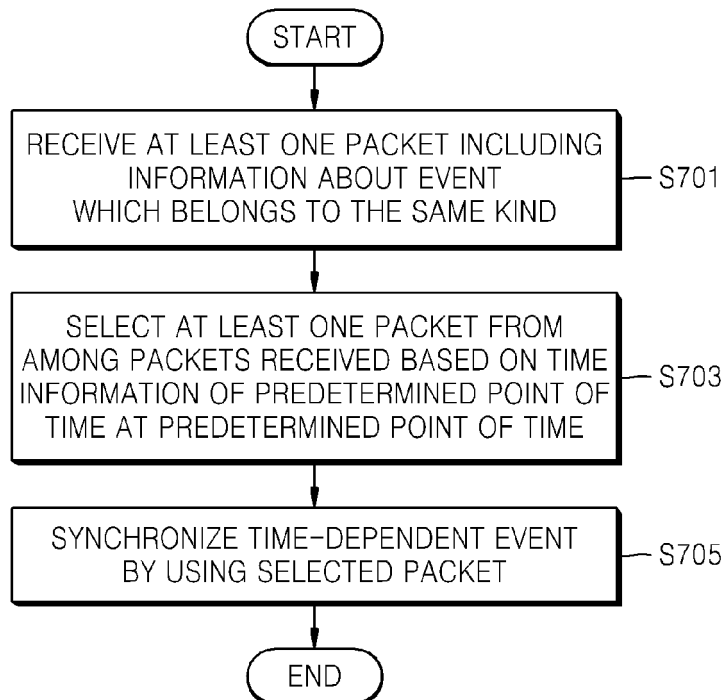 START
RECEIVE AT LEAST ONE PACKET INCLUDING
INFORMATION ABOUT EVENT
WHICH BELONGS TO THE SAME KIND
S701
SELECT AT LEAST ONE PACKET FROM
AMONG PACKETS RECEIVED BASED ON TIME
INFORMATION OF PREDETERMINED POINT OF
TIME AT PREDETERMINED POINT OF TIME
S703
SYNCHRONIZE TIME-DEPENDENT EVENT
BY USING SELECTED PACKET
S705
END